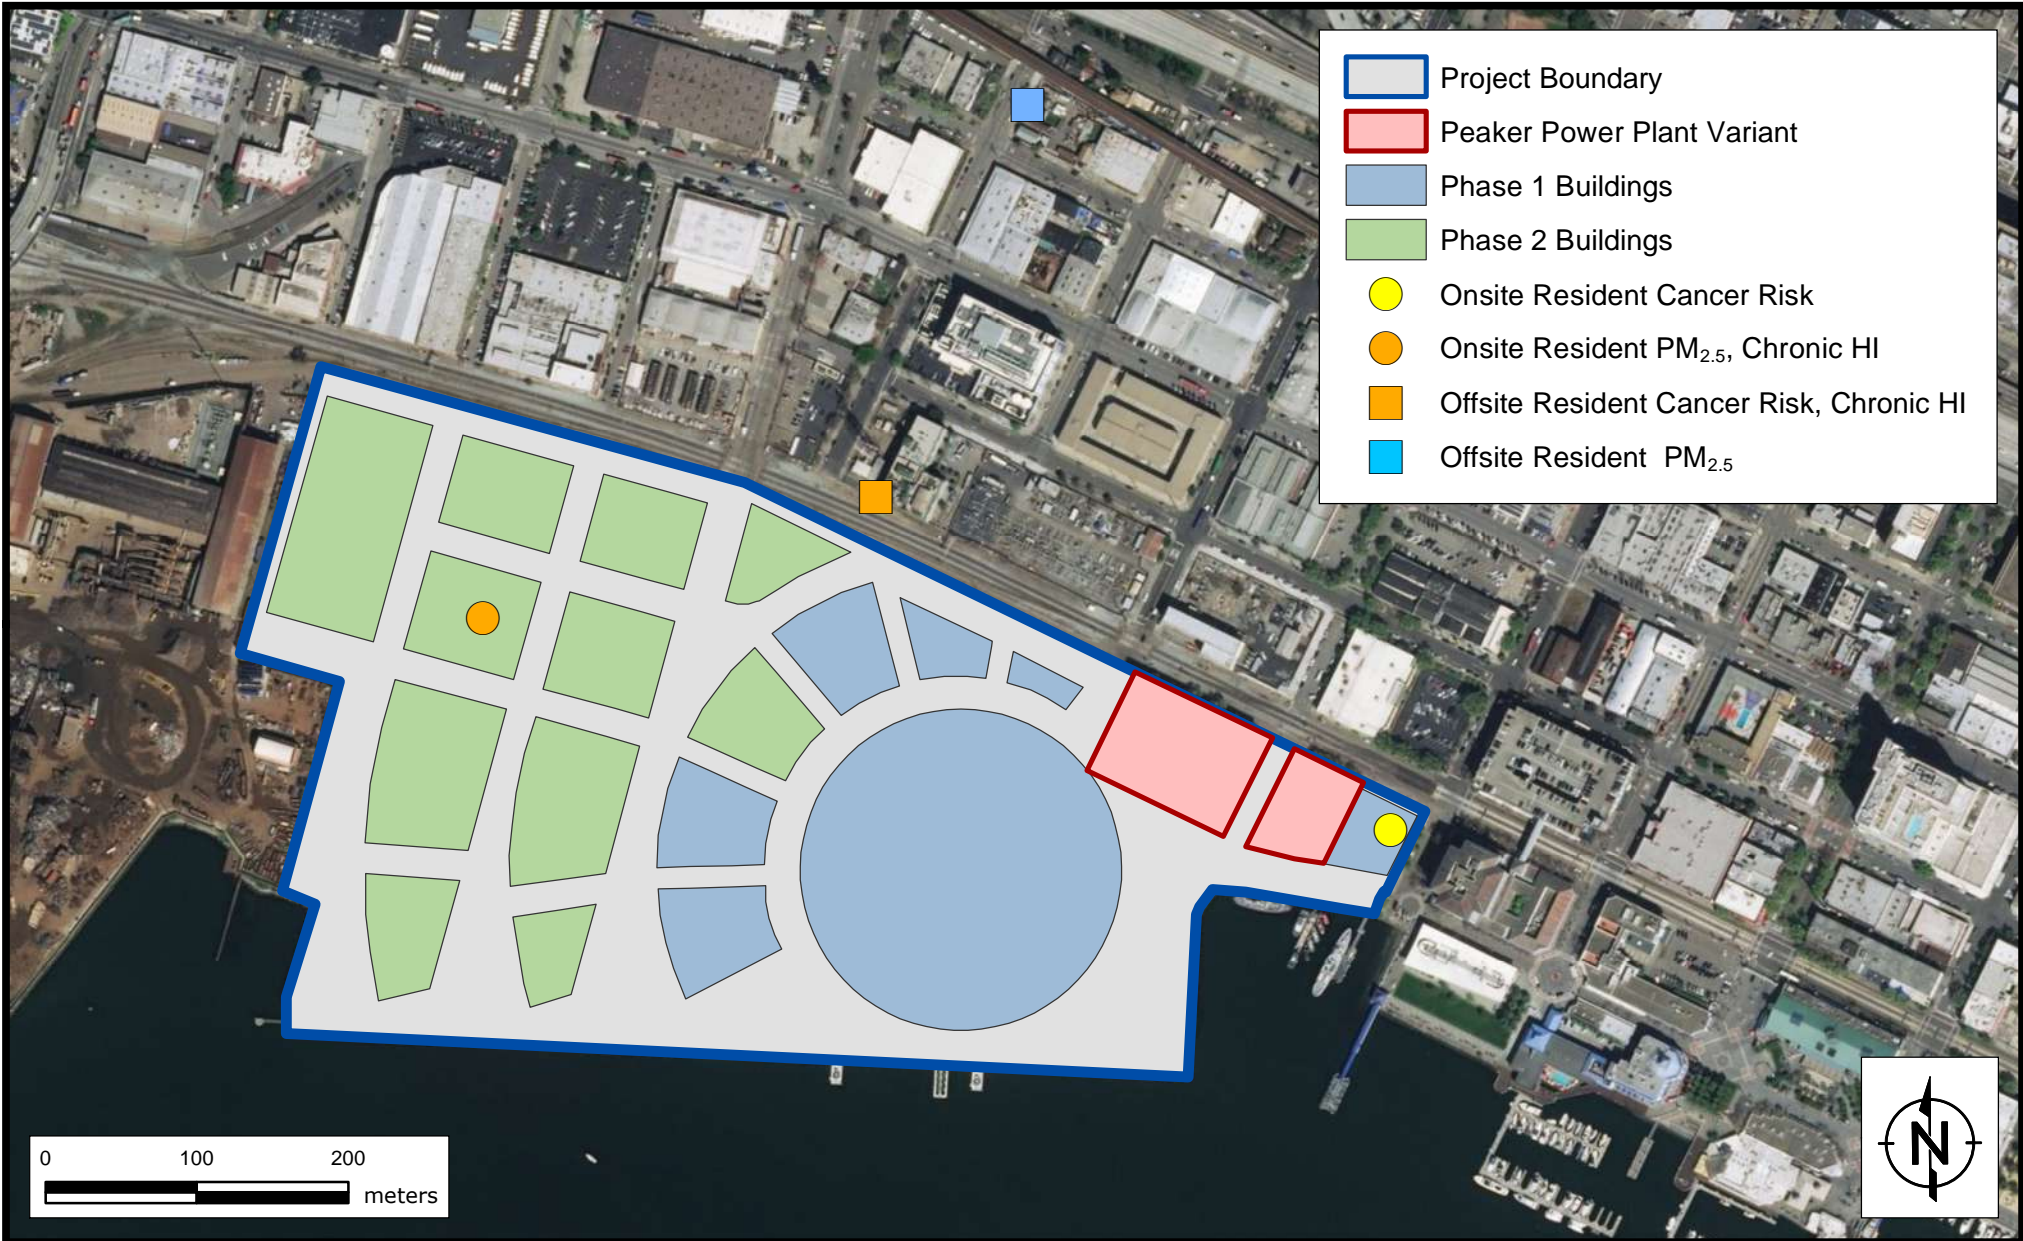 Project Boundary
Peaker Power Plant Variant
Phase 1 Buildings
Phase 2 Buildings
Onsite Resident Cancer Risk
Onsite Resident PM2.5, Chronic HI
Offsite Resident Cancer Risk, Chronic HI
Offsite Resident PM2.5
0 100 200
meters
N